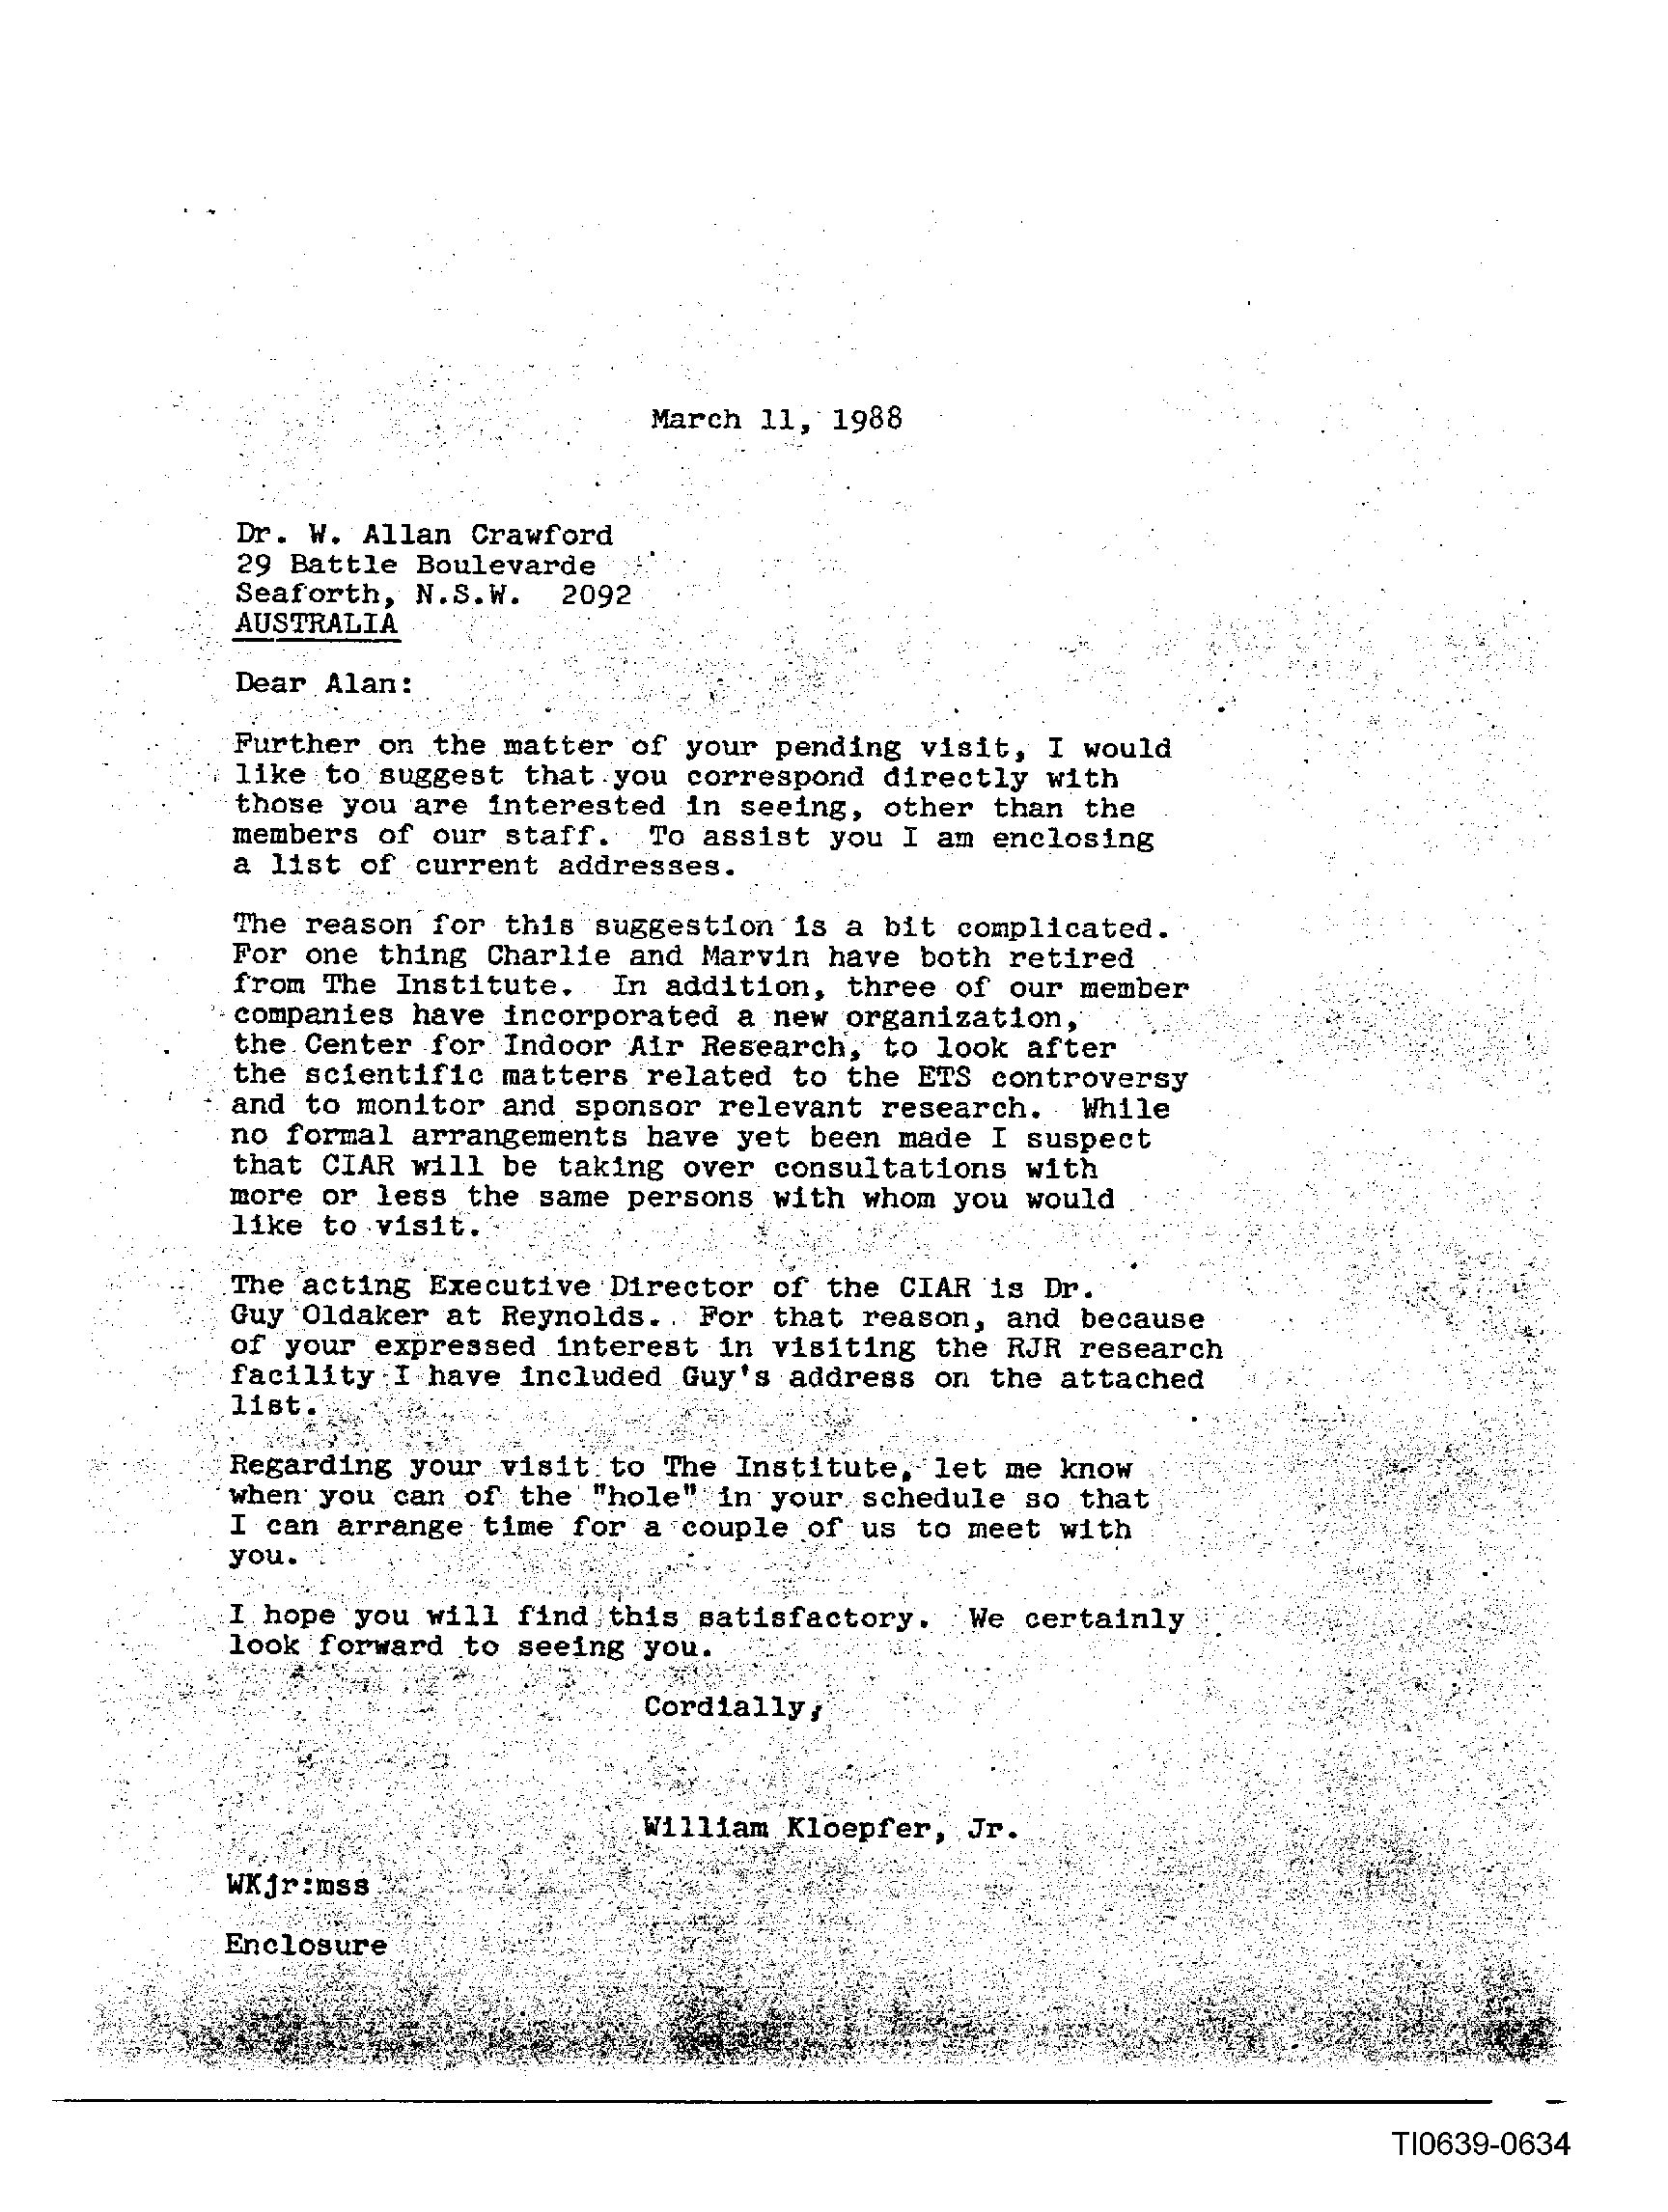 March 11, 1988
Dr. W. Allan Crawford
29 Battle Boulevarde
Seaforth, N.S.W. 2092
AUSTRALIA
Dear Alan:
Further on the matter of your pending visit, I would
like to suggest that you correspond directly with
those you are interested in seeing, other than the
members of our staff. To assist you I am enclosing
a list of current addresses.
The reason for this suggestion is a bit complicated.
For one thing Charlie and Marvin have both retired
from The Institute. In addition, three of our member
companies have incorporated a new organization,
the Center for Indoor Air Research, to look after
the scientific matters related to the ETS controversy
and to monitor and sponsor relevant research. While
no formal arrangements have yet been made I suspect
that CIAR will be taking over consultations with
more or less the same persons with whom you would
like to visit.
The acting Executive Director of the CIAR is Dr.
Guy Oldaker at Reynolds. For that reason, and because
of your expressed interest in visiting the RJR research
facility I have included Guy's address on the attached
list.
Regarding your visit to The Institute, let me know
when you can of the "hole" in your schedule so that
I can arrange time for a couple of us to meet with
you.
I hope you will find this satisfactory. We certainly
look forward to seeing you.
Cordially,
William Kloepfer, Jr.
WKjr:mss
Enclosure
TI0639-0634